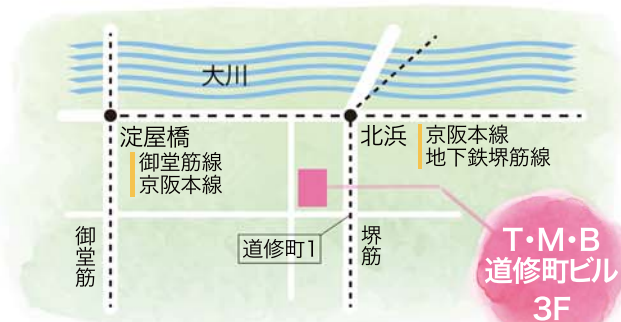 大川
淀屋橋
御堂筋線
京阪本線
北浜
京阪本線
地下鉄堺筋線
御堂筋
道修町1
堺筋
T・M・B
道修町ビル
3F